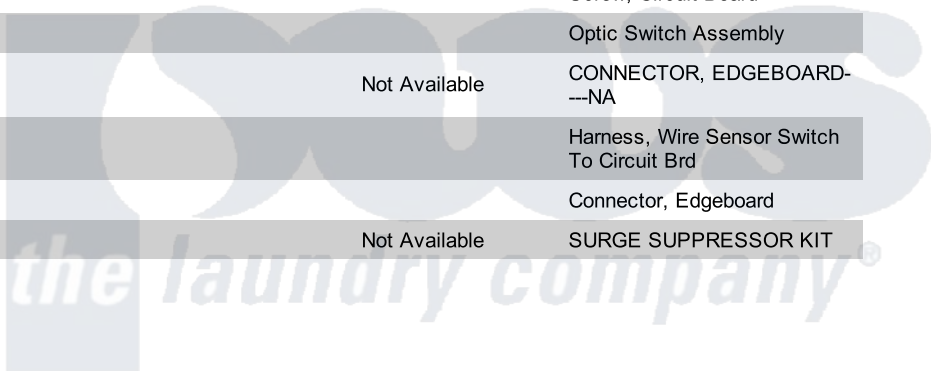 Optic Switch Assembly
Not Available
CONNECTOR, EDGEBOARD-
---NA
Harness, Wire Sensor Switch
To Circuit Brd
Connector, Edgeboard
Not Available SURGE SUPPRESSOR KIT
the laundry company®